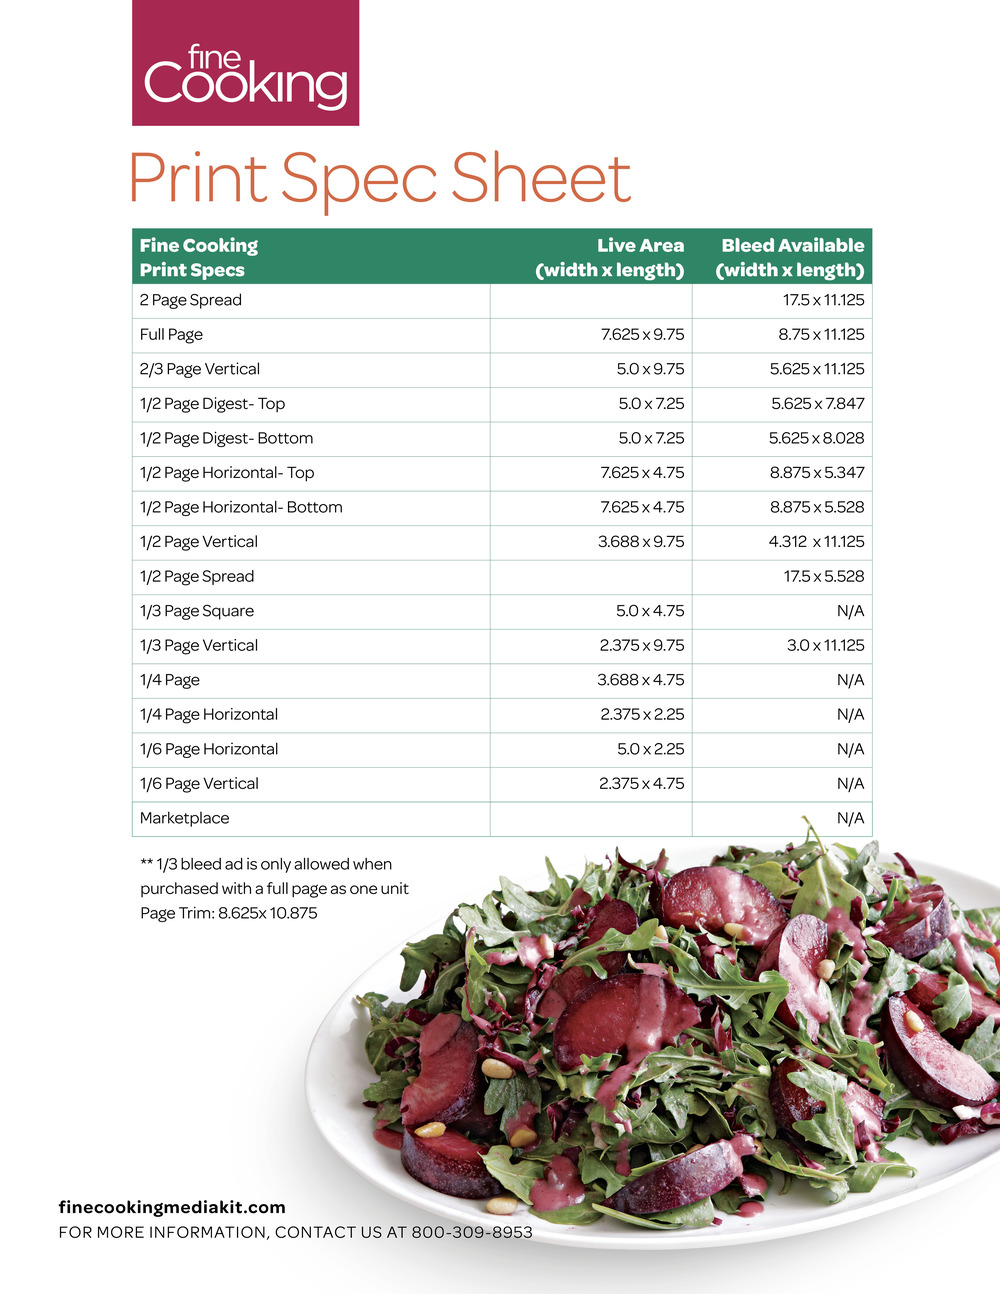 fine
Cooking
Print Spec Sheet
Fine Cooking Print Specs Live Area (width x length) Bleed Available (width x length)
2 Page Spread 17.5 x 11.125
Full Page 7.625 x 9.75 8.75 x 11.125
2/3 Page Vertical 5.0 x 9.75 5.625 x 11.125
1/2 Page Digest- Top 5.0 x 7.25 5.625 x 7.847
1/2 Page Digest- Bottom 5.0 x 7.25 5.625 x 8.028
1/2 Page Horizontal- Top 7.625 x 4.75 8.875 x 5.347
1/2 Page Horizontal- Bottom 7.625 x 4.75 8.875 x 5.528
1/2 Page Vertical 3.688 x 9.75 4.312 x 11.125
1/2 Page Spread 17.5 x 5.528
1/3 Page Square 5.0 x 4.75 N/A
1/3 Page Vertical 2.375 x 9.75 3.0 x 11.125
1/4 Page 3.688 x 4.75 N/A
1/4 Page Horizontal 2.375 x 2.25 N/A
1/6 Page Horizontal 5.0 x 2.25 N/A
1/6 Page Vertical 2.375 x 4.75 N/A
Marketplace N/A
** 1/3 bleed ad is only allowed when
purchased with a full page as one unit
Page Trim: 8.625x 10.875
finecookingmediakit.com
FOR MORE INFORMATION, CONTACT US AT 800-309-8953